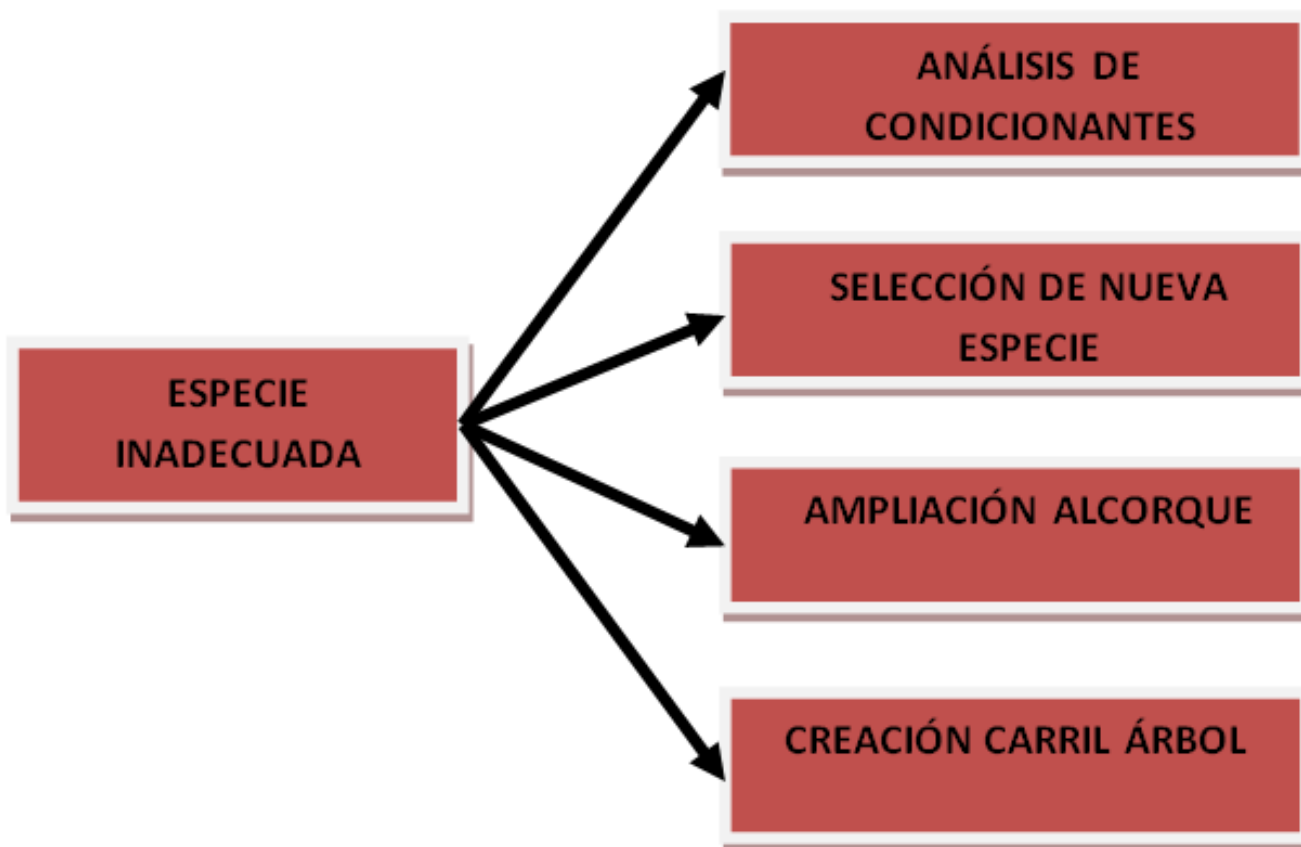 ESPECIE
INADECUADA
ANÁLISIS DE
CONDICIONANTES
SELECCIÓN DE NUEVA
ESPECIE
AMPLIACIÓN ALCORQUE
CREACIÓN CARRIL ÁRBOL